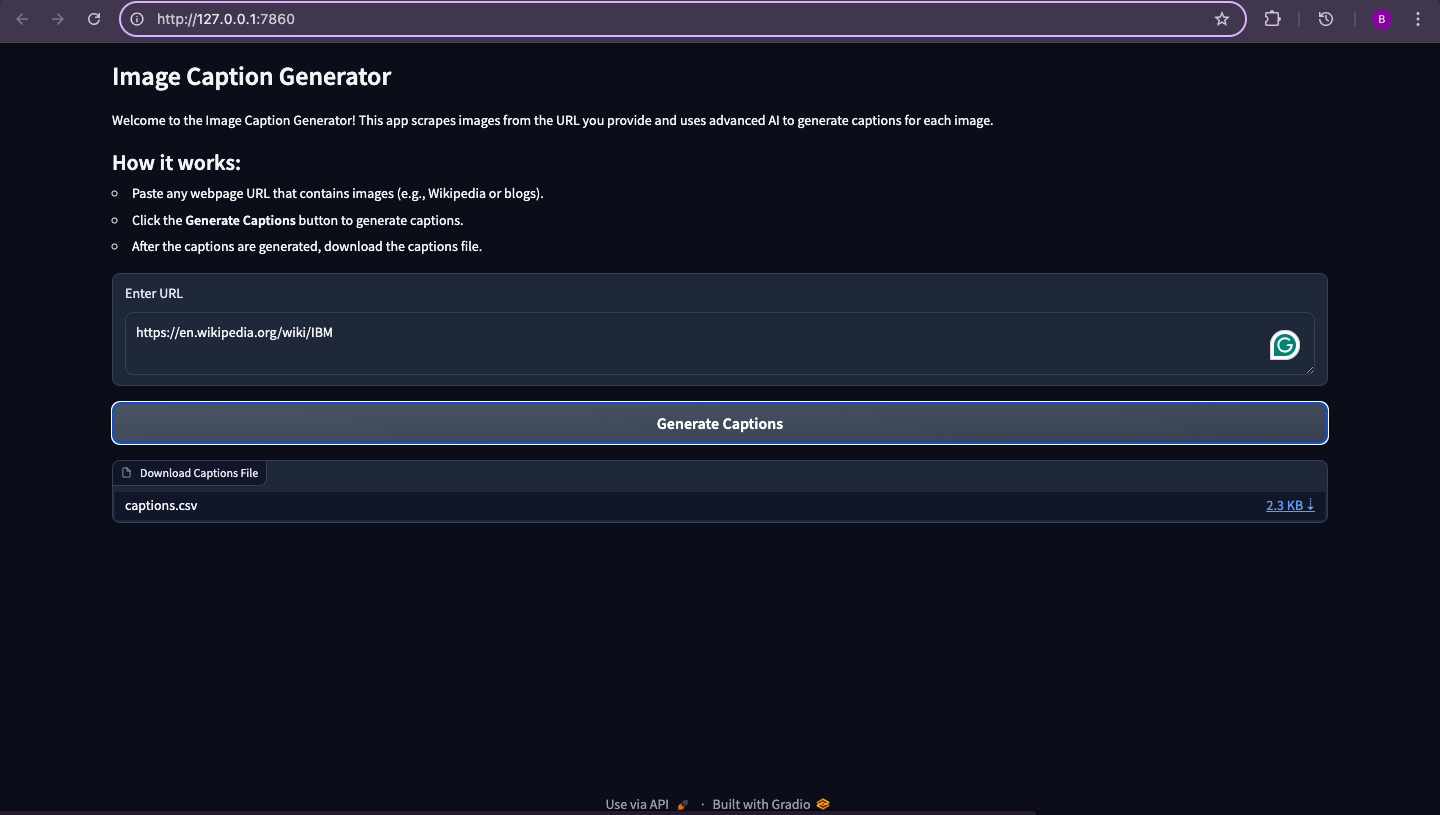 http://127.0.0.1:7860
B
Image Caption Generator
Welcome to the Image Caption Generator! This app scrapes images from the URL you provide and uses advanced AI to generate captions for each image.
How it works:
Paste any webpage URL that contains images (e.g., Wikipedia or blogs).
Click the Generate Captions button to generate captions.
After the captions are generated, download the captions file.
Enter URL
https://en.wikipedia.org/wiki/IBM
G
Generate Captions
Download Captions File
captions.csv 2.3 KB ⇣
Use via API · Built with Gradio